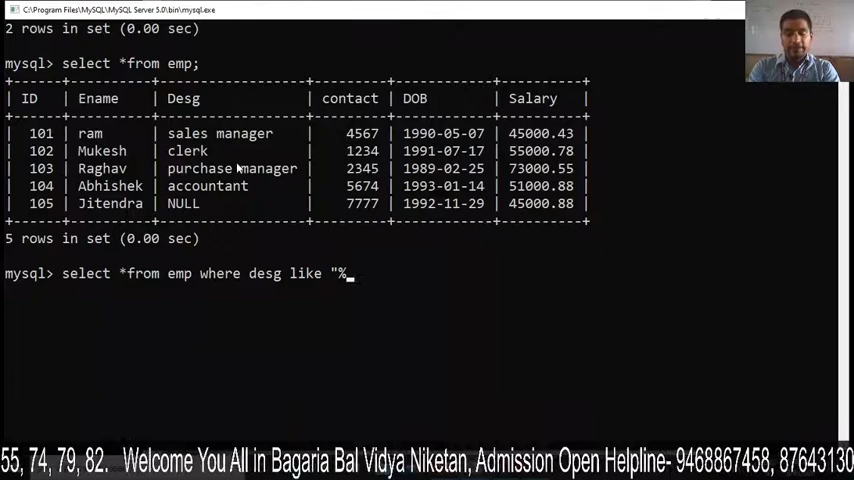 C:\Program Files\MySQL\MySQL Server 5.0\bin\mysql.exe
2 rows in set (0.00 sec)
mysql> select *from emp;
+------+----------+------------------+---------+------------+----------+
| ID | Ename | Desg | contact | DOB | Salary |
+------+----------+------------------+---------+------------+----------+
| 101 | ram | sales manager | 4567 | 1990-05-07 | 45000.43 |
| 102 | Mukesh | clerk | 1234 | 1991-07-17 | 55000.78 |
| 103 | Raghav | purchase manager | 2345 | 1989-02-25 | 73000.55 |
| 104 | Abhishek | accountant | 5674 | 1993-01-14 | 51000.88 |
| 105 | Jitendra | NULL | 7777 | 1992-11-29 | 45000.88 |
+------+----------+------------------+---------+------------+----------+
5 rows in set (0.00 sec)
mysql> select *from emp where desg like "%_
55, 74, 79, 82. Welcome You All in Bagaria Bal Vidya Niketan, Admission Open Helpline- 9468867458, 87643130